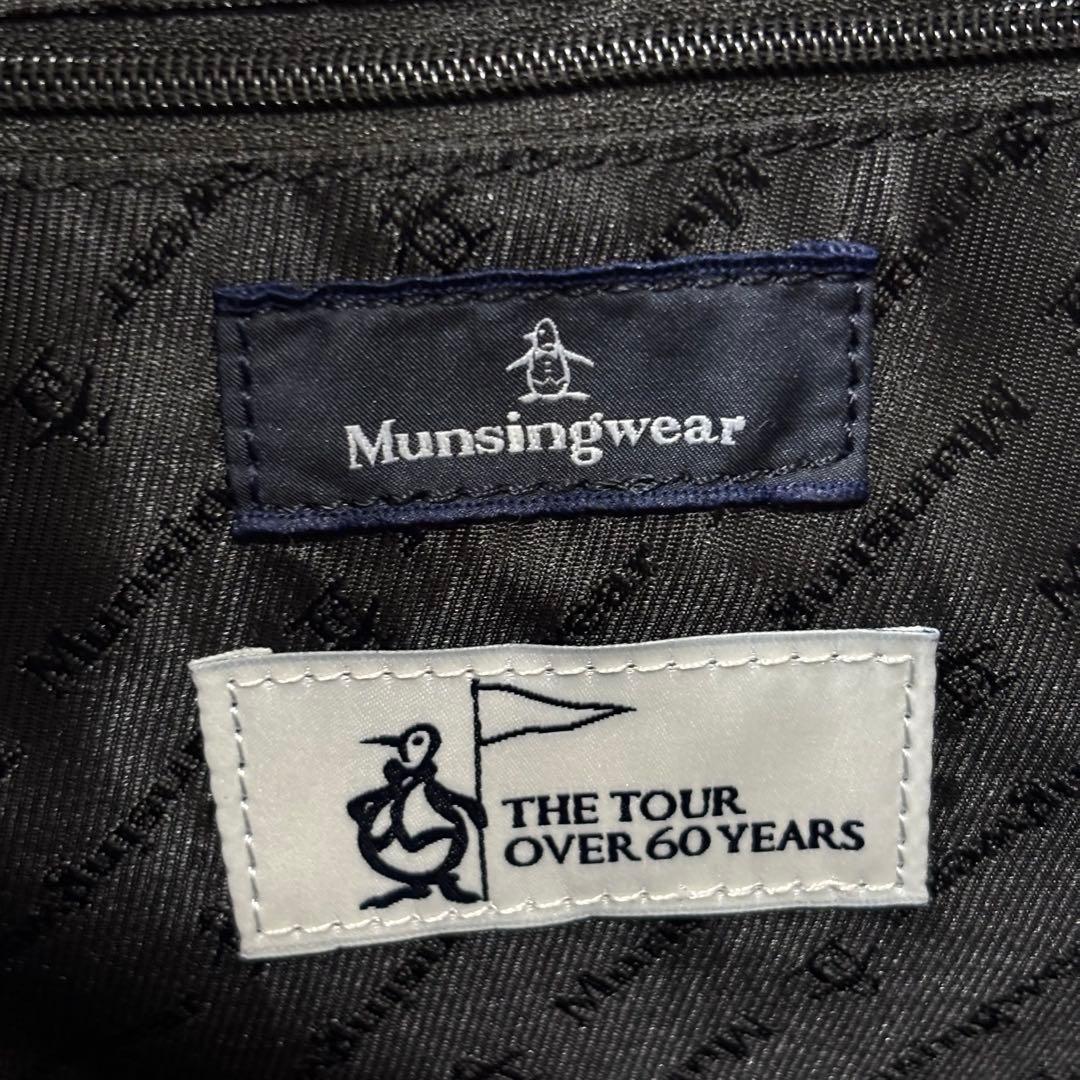 Munsingwear
THE TOUR
OVER 60 YEARS